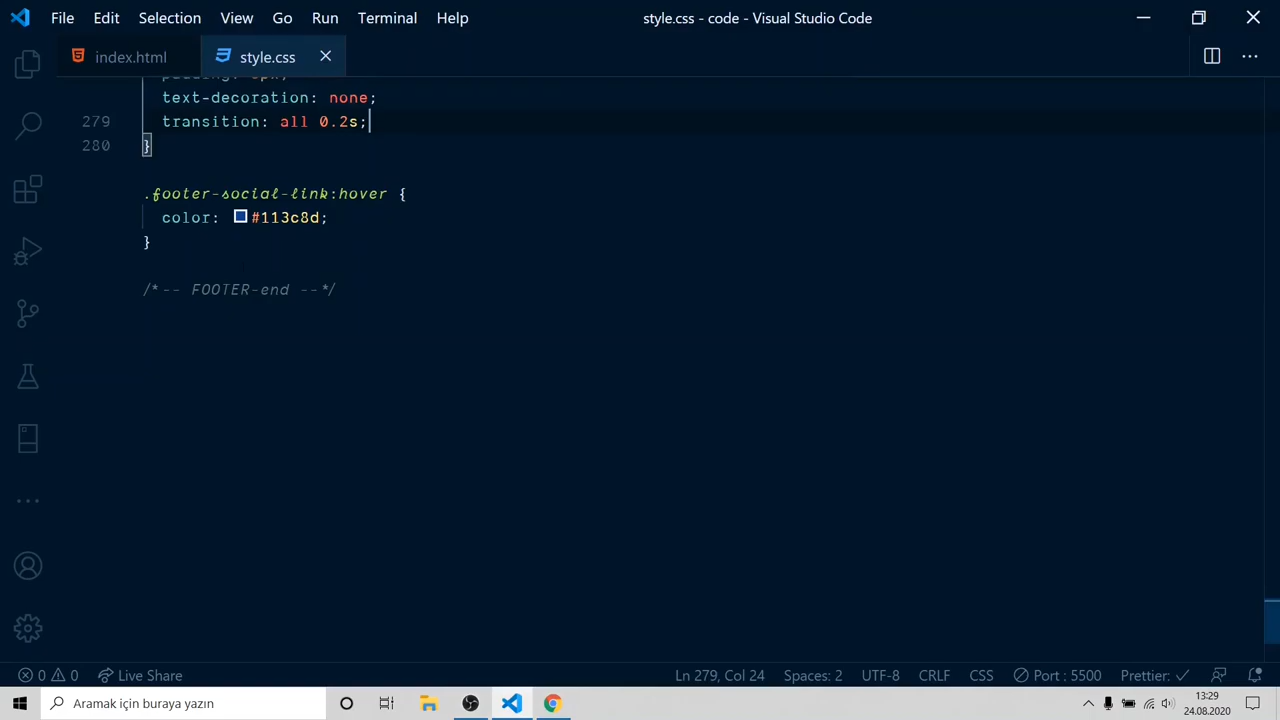 File Edit Selection View Go Run Terminal Help style.css - code - Visual Studio Code
index.html style.css
text-decoration: none;
279 transition: all 0.2s;
280 }
.footer-social-link:hover {
color: #113c8d;
}
/*-- FOOTER-end --*/
0 0 Live Share Ln 279, Col 24 Spaces: 2 UTF-8 CRLF CSS Port : 5500 Prettier: ✓
Aramak için buraya yazın
13:29
24.08.2020